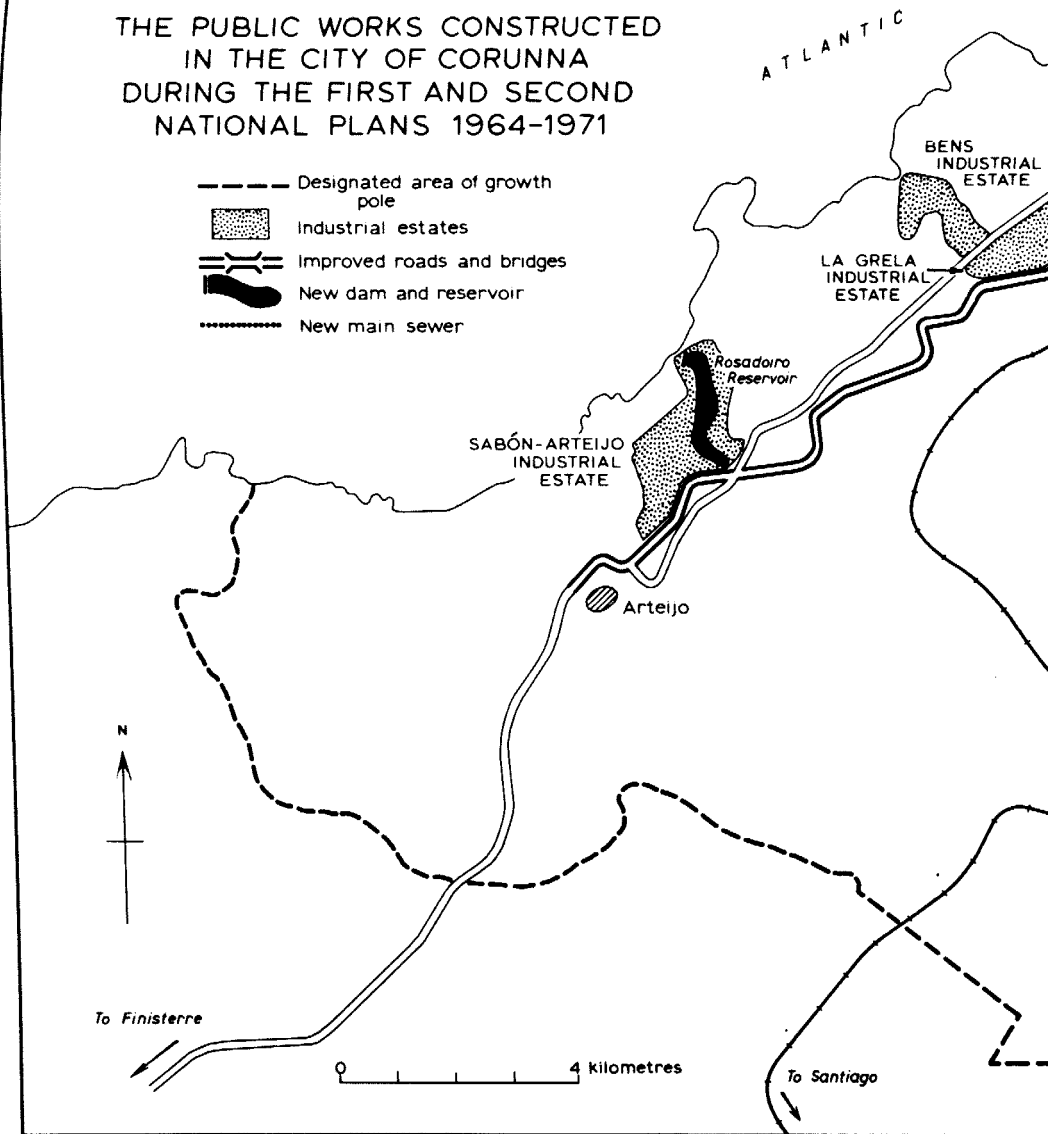 THE PUBLIC WORKS CONSTRUCTED
IN THE CITY OF CORUNNA
DURING THE FIRST AND SECOND
NATIONAL PLANS 1964-1971
ATLANTIC
Designated area of growth
pole
Industrial estates
Improved roads and bridges
New dam and reservoir
New main sewer
BENS
INDUSTRIAL
ESTATE
LA GRELA
INDUSTRIAL
ESTATE
Rosadoiro
Reservoir
SABÓN-ARTEIJO
INDUSTRIAL
ESTATE
Arteijo
N
To Finisterre
0 4 kilometres
To Santiago